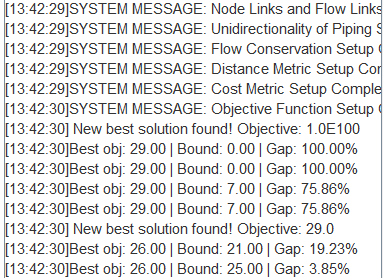 [13:42:29]SYSTEM MESSAGE: Node Links and Flow Links
[13:42:29]SYSTEM MESSAGE: Unidirectionality of Piping
[13:42:29]SYSTEM MESSAGE: Flow Conservation Setup
[13:42:29]SYSTEM MESSAGE: Distance Metric Setup
[13:42:30]SYSTEM MESSAGE: Cost Metric Setup
[13:42:30]SYSTEM MESSAGE: Objective Function Setup
[13:42:30] New best solution found! Objective: 1.0E100
[13:42:30]Best obj: 29.00 | Bound: 0.00 | Gap: 100.00%
[13:42:30]Best obj: 29.00 | Bound: 0.00 | Gap: 100.00%
[13:42:30]Best obj: 29.00 | Bound: 7.00 | Gap: 75.86%
[13:42:30]Best obj: 29.00 | Bound: 7.00 | Gap: 75.86%
[13:42:30] New best solution found! Objective: 29.0
[13:42:30]Best obj: 26.00 | Bound: 21.00 | Gap: 19.23%
[13:42:30]Best obj: 26.00 | Bound: 25.00 | Gap: 3.85%